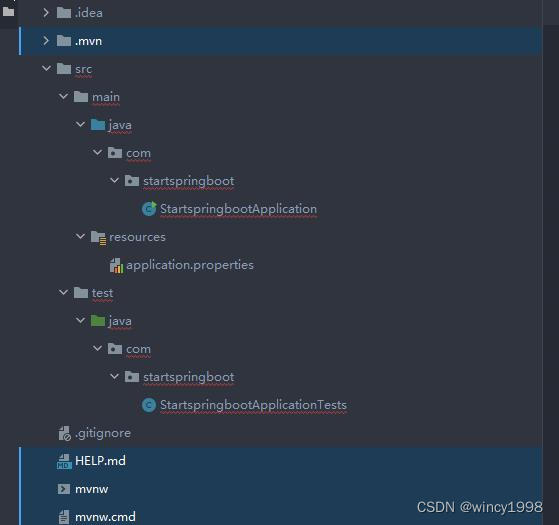 .idea
.mvn
src
main
java
com
startspringboot
StartspringbootApplication
resources
application.properties
test
java
com
startspringboot
StartspringbootApplicationTests
.gitignore
HELP.md
mvnw
mvnw.cmd
CSDN @wincy1998